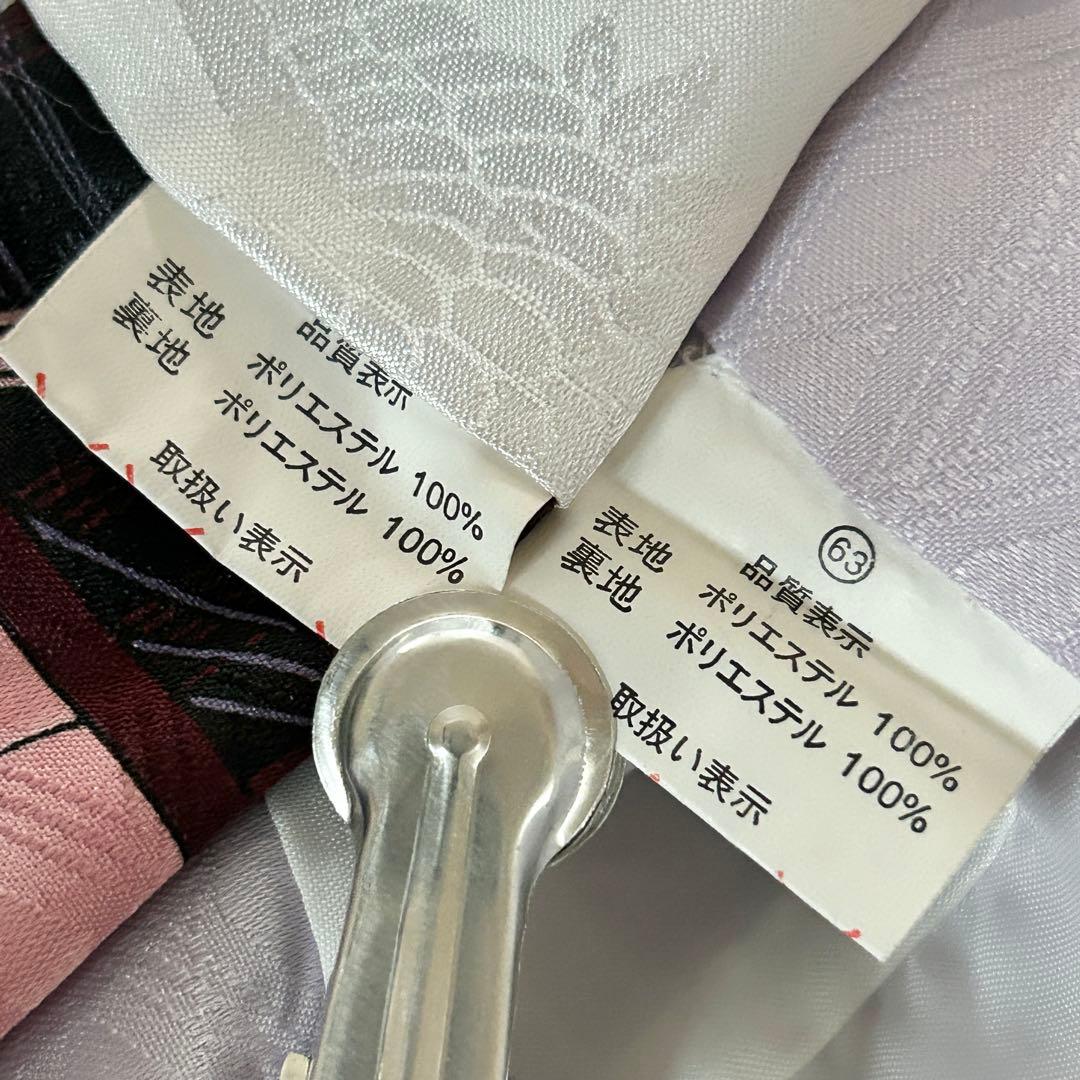 品質表示
表地 ポリエステル 100%
裏地 ポリエステル 100%
取扱い表示
63
品質表示
表地 ポリエステル 100%
裏地 ポリエステル 100%
取扱い表示